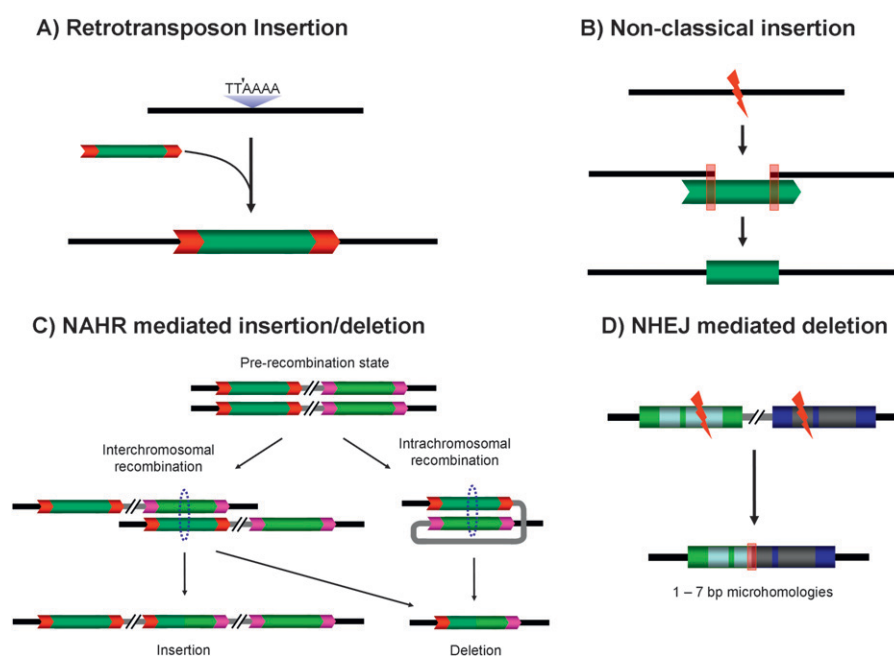 A) Retrotransposon Insertion
TTAAAA
B) Non-classical insertion
C) NAHR mediated insertion/deletion
Pre-recombination state
Interchromosomal
recombination
Intrachromosomal
recombination
Insertion
Deletion
D) NHEJ mediated deletion
1 – 7 bp microhomologies